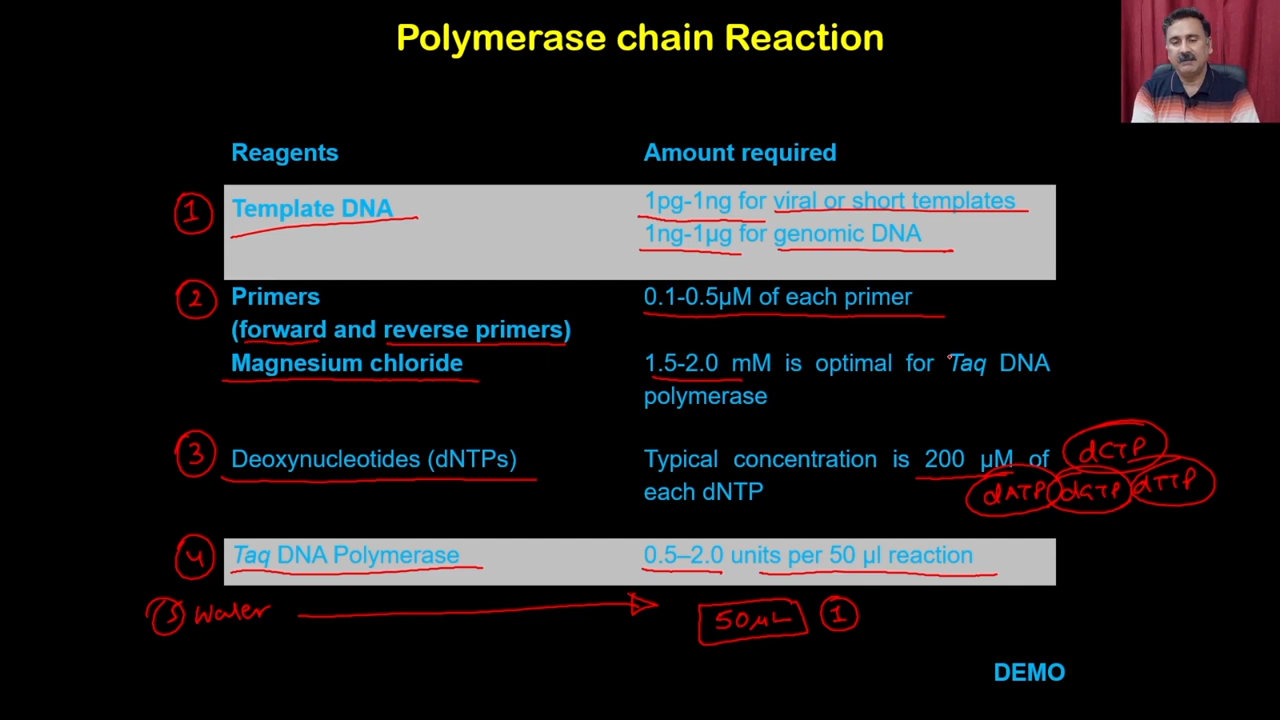 Polymerase chain Reaction
Reagents
Amount required
1
Template DNA
1pg-1ng for viral or short templates
1ng-1µg for genomic DNA
2
Primers
(forward and reverse primers)
0.1-0.5µM of each primer
Magnesium chloride
1.5-2.0 mM is optimal for Taq DNA
polymerase
3
Deoxynucleotides (dNTPs)
Typical concentration is 200 µM of
each dNTP
dCTP
dATP dGTP dTTP
4
Taq DNA Polymerase
0.5–2.0 units per 50 µl reaction
5 Water
50µL 1
DEMO